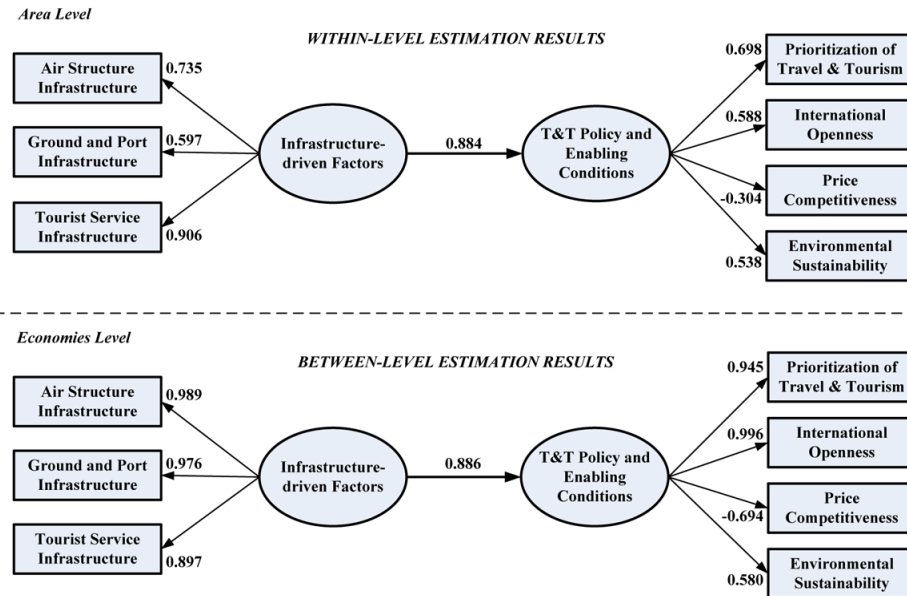 Area Level
WITHIN-LEVEL ESTIMATION RESULTS
Air Structure
Infrastructure
0.735
Ground and Port
Infrastructure
0.597
Tourist Service
Infrastructure
0.906
Infrastructure-
driven Factors
0.884
T&T Policy and
Enabling
Conditions
0.698
Prioritization of
Travel & Tourism
0.588
International
Openness
-0.304
Price
Competitiveness
0.538
Environmental
Sustainability
Economies Level
BETWEEN-LEVEL ESTIMATION RESULTS
Air Structure
Infrastructure
0.989
Ground and Port
Infrastructure
0.976
Tourist Service
Infrastructure
0.897
Infrastructure-
driven Factors
0.886
T&T Policy and
Enabling
Conditions
0.945
Prioritization of
Travel & Tourism
0.996
International
Openness
-0.694
Price
Competitiveness
0.580
Environmental
Sustainability